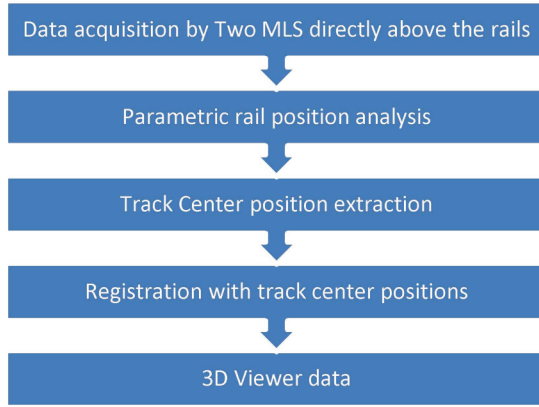 Data acquisition by Two MLS directly above the rails
Parametric rail position analysis
Track Center position extraction
Registration with track center positions
3D Viewer data